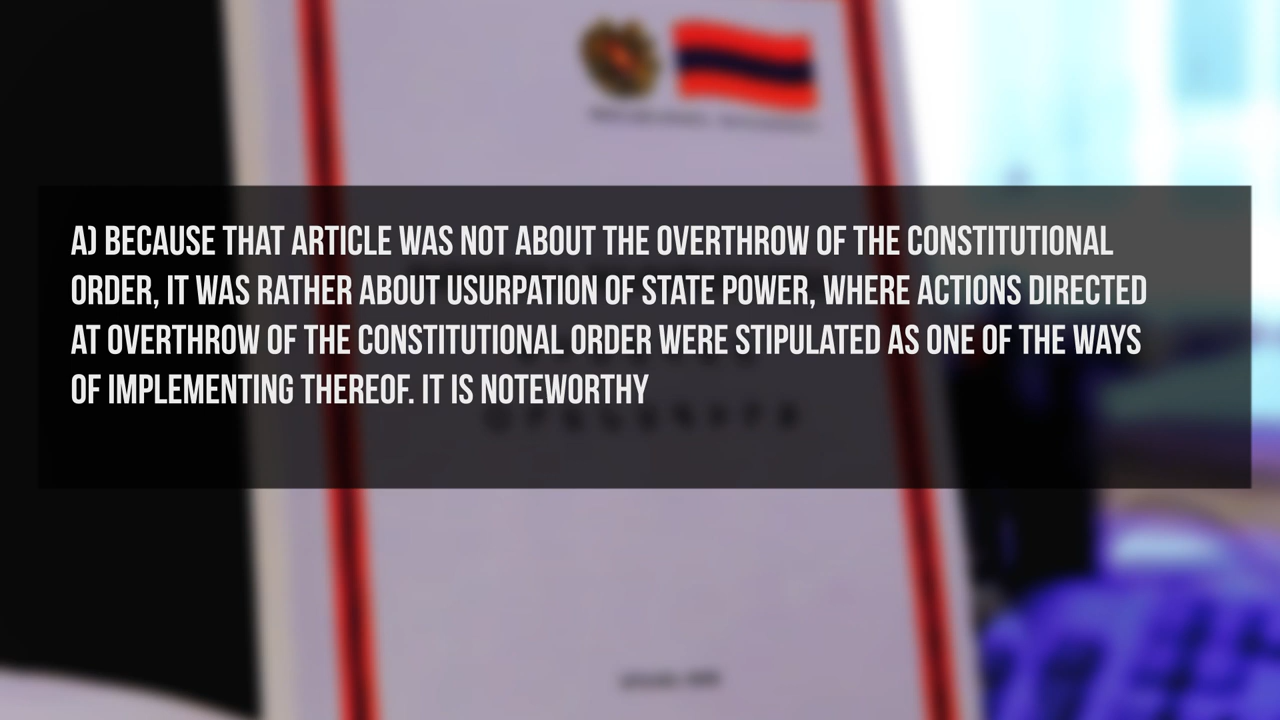 A) BECAUSE THAT ARTICLE WAS NOT ABOUT THE OVERTHROW OF THE CONSTITUTIONAL
ORDER, IT WAS RATHER ABOUT USURPATION OF STATE POWER, WHERE ACTIONS DIRECTED
AT OVERTHROW OF THE CONSTITUTIONAL ORDER WERE STIPULATED AS ONE OF THE WAYS
OF IMPLEMENTING THEREOF. IT IS NOTEWORTHY